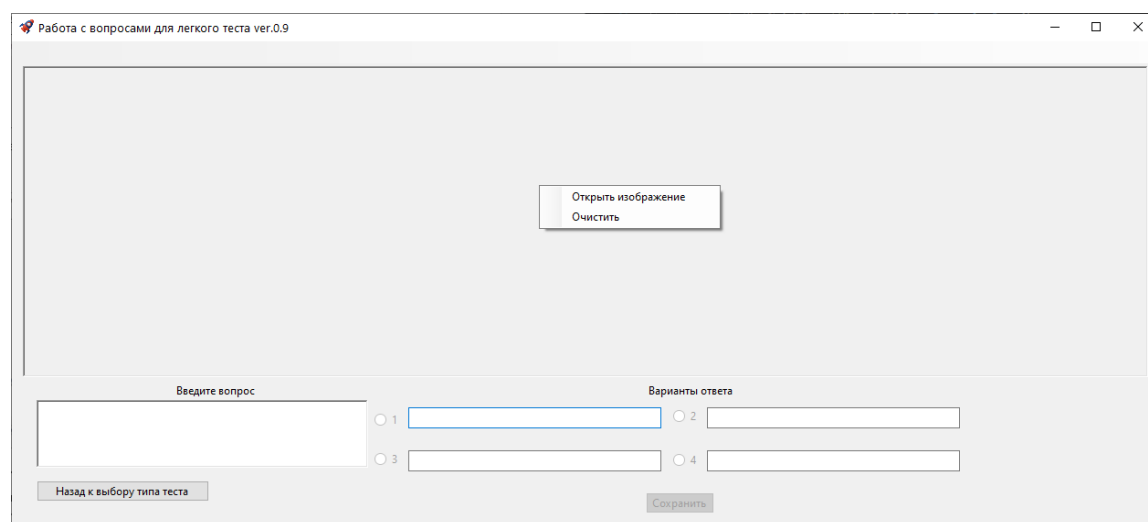 Работа с вопросами для легкого теста ver.0.9
Открыть изображение
Очистить
Введите вопрос
Варианты ответа
1
2
3
4
Назад к выбору типа теста
Сохранить